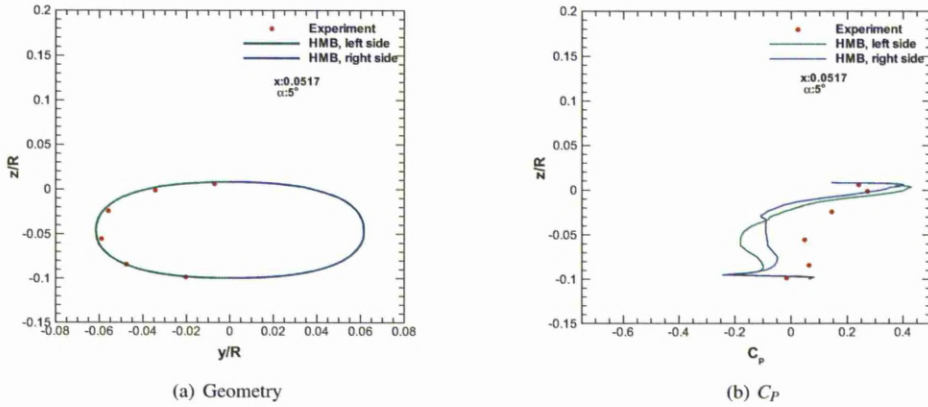 Experiment
HMB, left side
HMB, right side
x:0.0517
α:5°
z/R
0.2
0.15
0.1
0.05
0
-0.05
-0.1
-0.15
-0.08 -0.06 -0.04 -0.02 0 0.02 0.04 0.06 0.08
y/R
(a) Geometry
Experiment
HMB, left side
HMB, right side
x:0.0517
α:5°
z/R
0.2
0.15
0.1
0.05
0
-0.05
-0.1
-0.15
-0.6 -0.4 -0.2 0 0.2 0.4
Cp
(b) CP